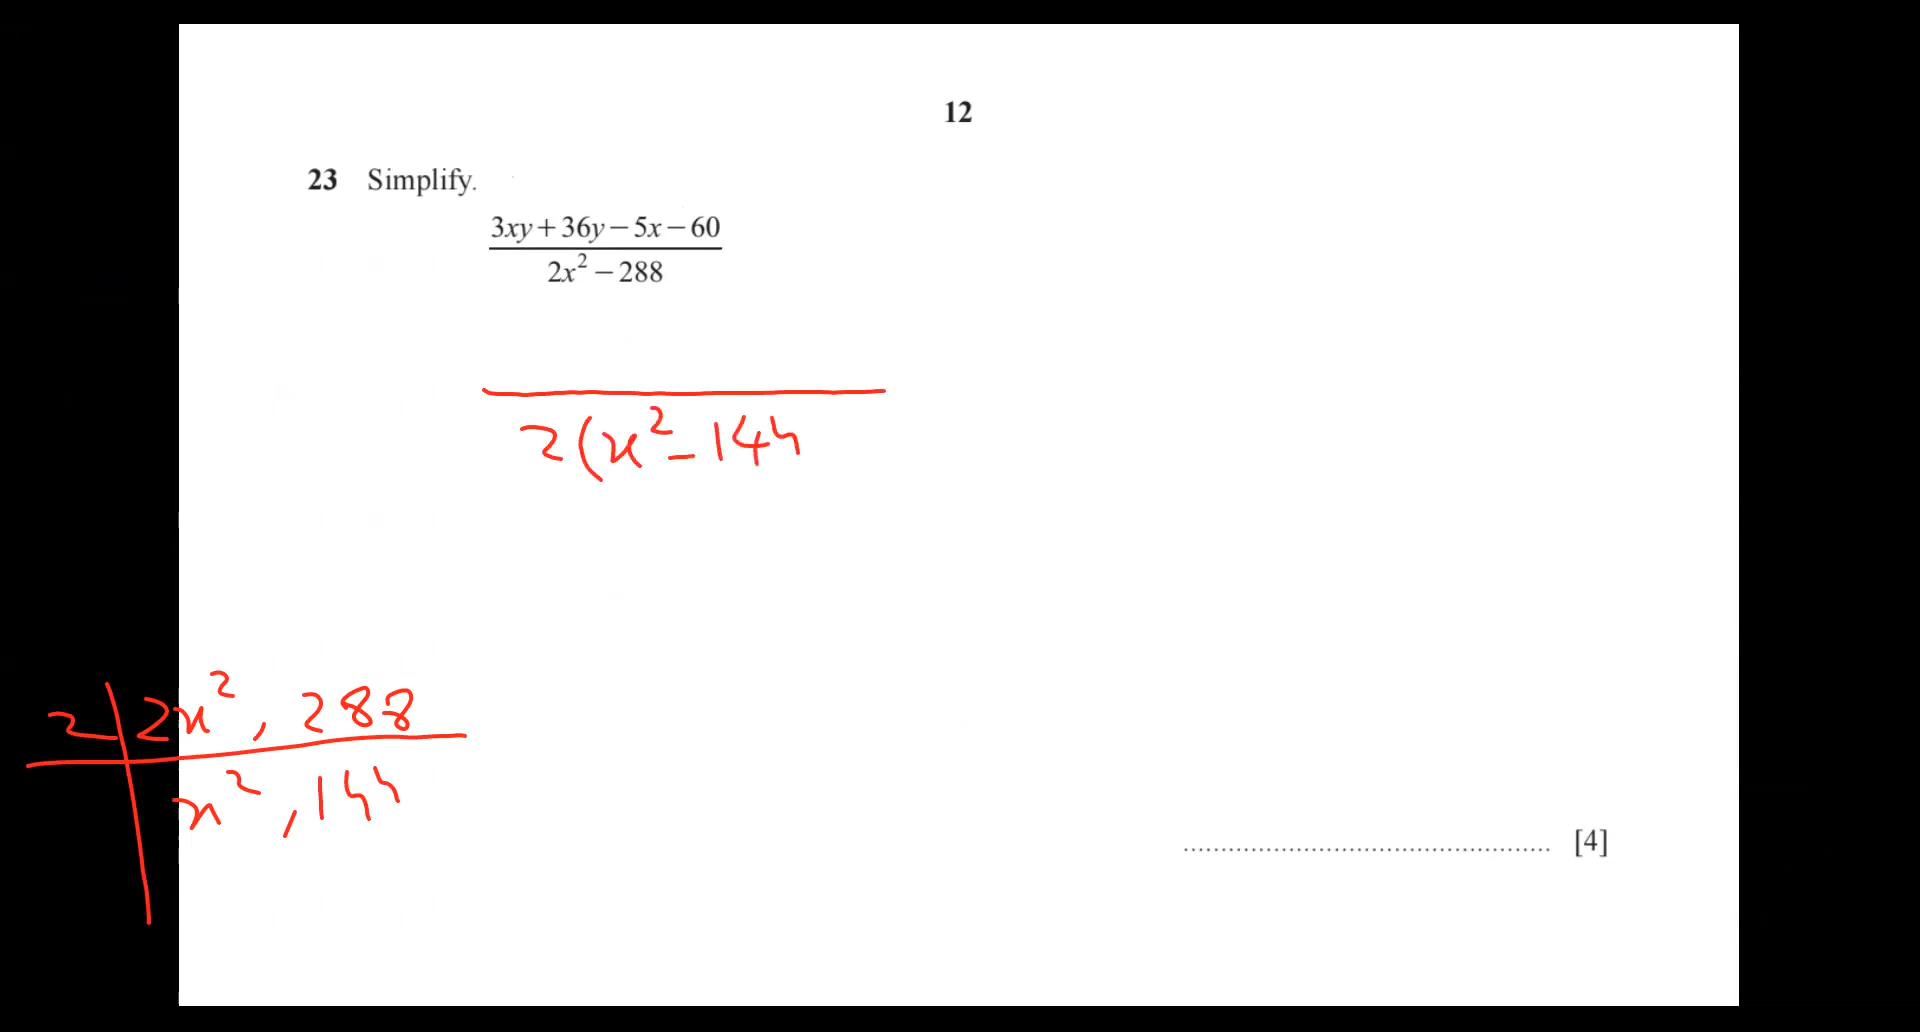 12
23 Simplify.
3xy + 36y − 5x − 60
2x² − 288
2(x² − 144
2 2x², 288
x², 144
[4]